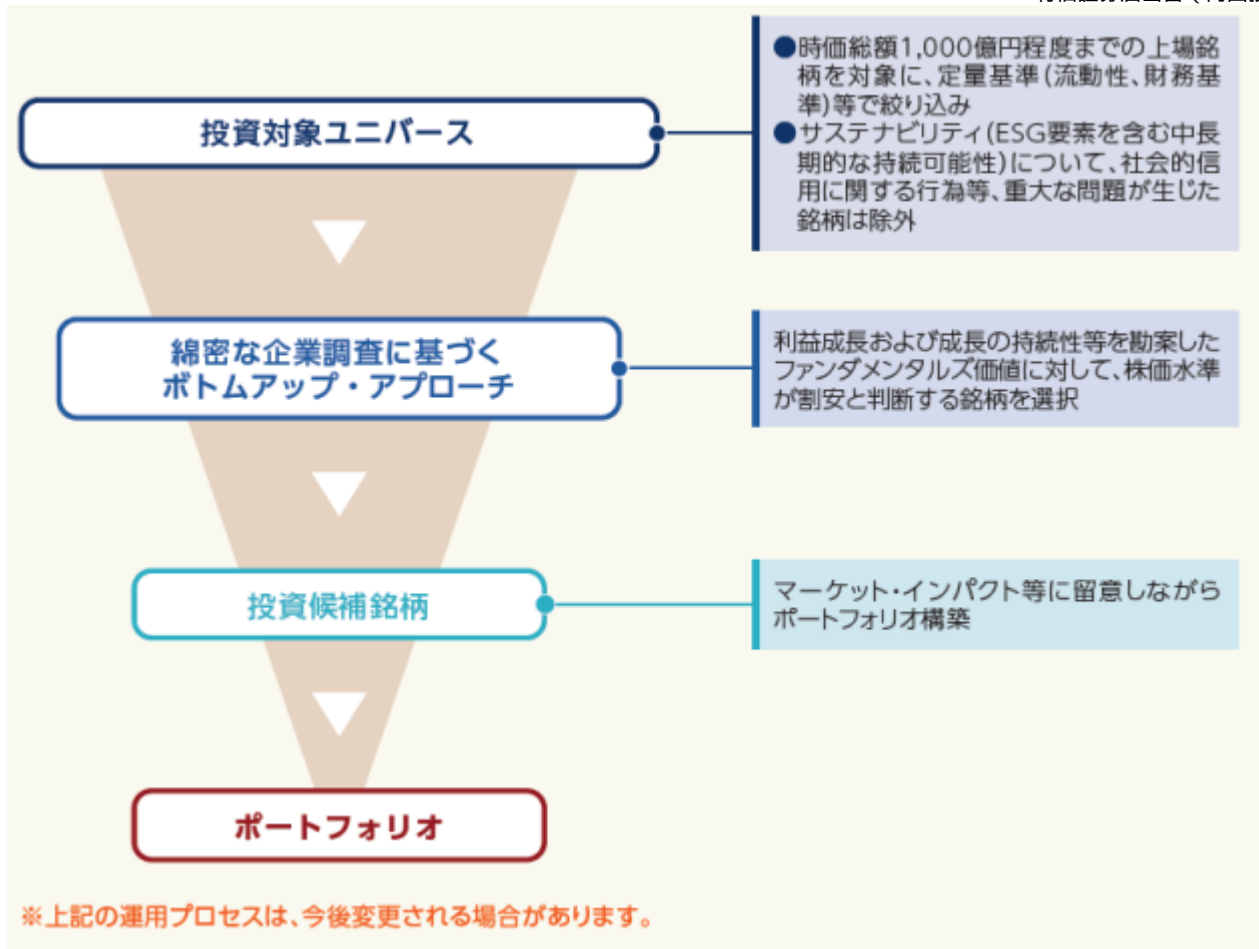 投資対象ユニバース
●時価総額1,000億円程度までの上場銘
柄を対象に、定量基準(流動性、財務基
準)等で絞り込み
●サステナビリティ(ESG要素を含む中長
期的な持続可能性)について、社会的信
用に関する行為等、重大な問題が生じた
銘柄は除外
綿密な企業調査に基づく
ボトムアップ・アプローチ
利益成長および成長の持続性等を勘案した
ファンダメンタルズ価値に対して、株価水準
が割安と判断する銘柄を選択
投資候補銘柄
マーケット・インパクト等に留意しながら
ポートフォリオ構築
ポートフォリオ
※上記の運用プロセスは、今後変更される場合があります。